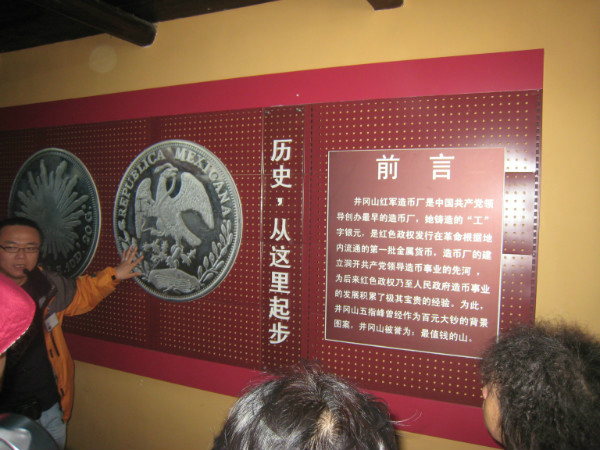 REPUBLICA MEXICANA
历史，从这里起步
前言
井冈山红军造币厂是中国共产党领
导创办最早的造币厂，她铸造的“工”
字银元，是红色政权发行在革命根据地
内流通的第一批金属货币。造币厂的建
立洞开共产党领导造币事业的先河，
为后来红色政权乃至人民政府造币事业
的发展积累了极其宝贵的经验。为此，
井冈山五指峰曾经作为百元大钞的背景
图案，井冈山被誉为：最值钱的山。